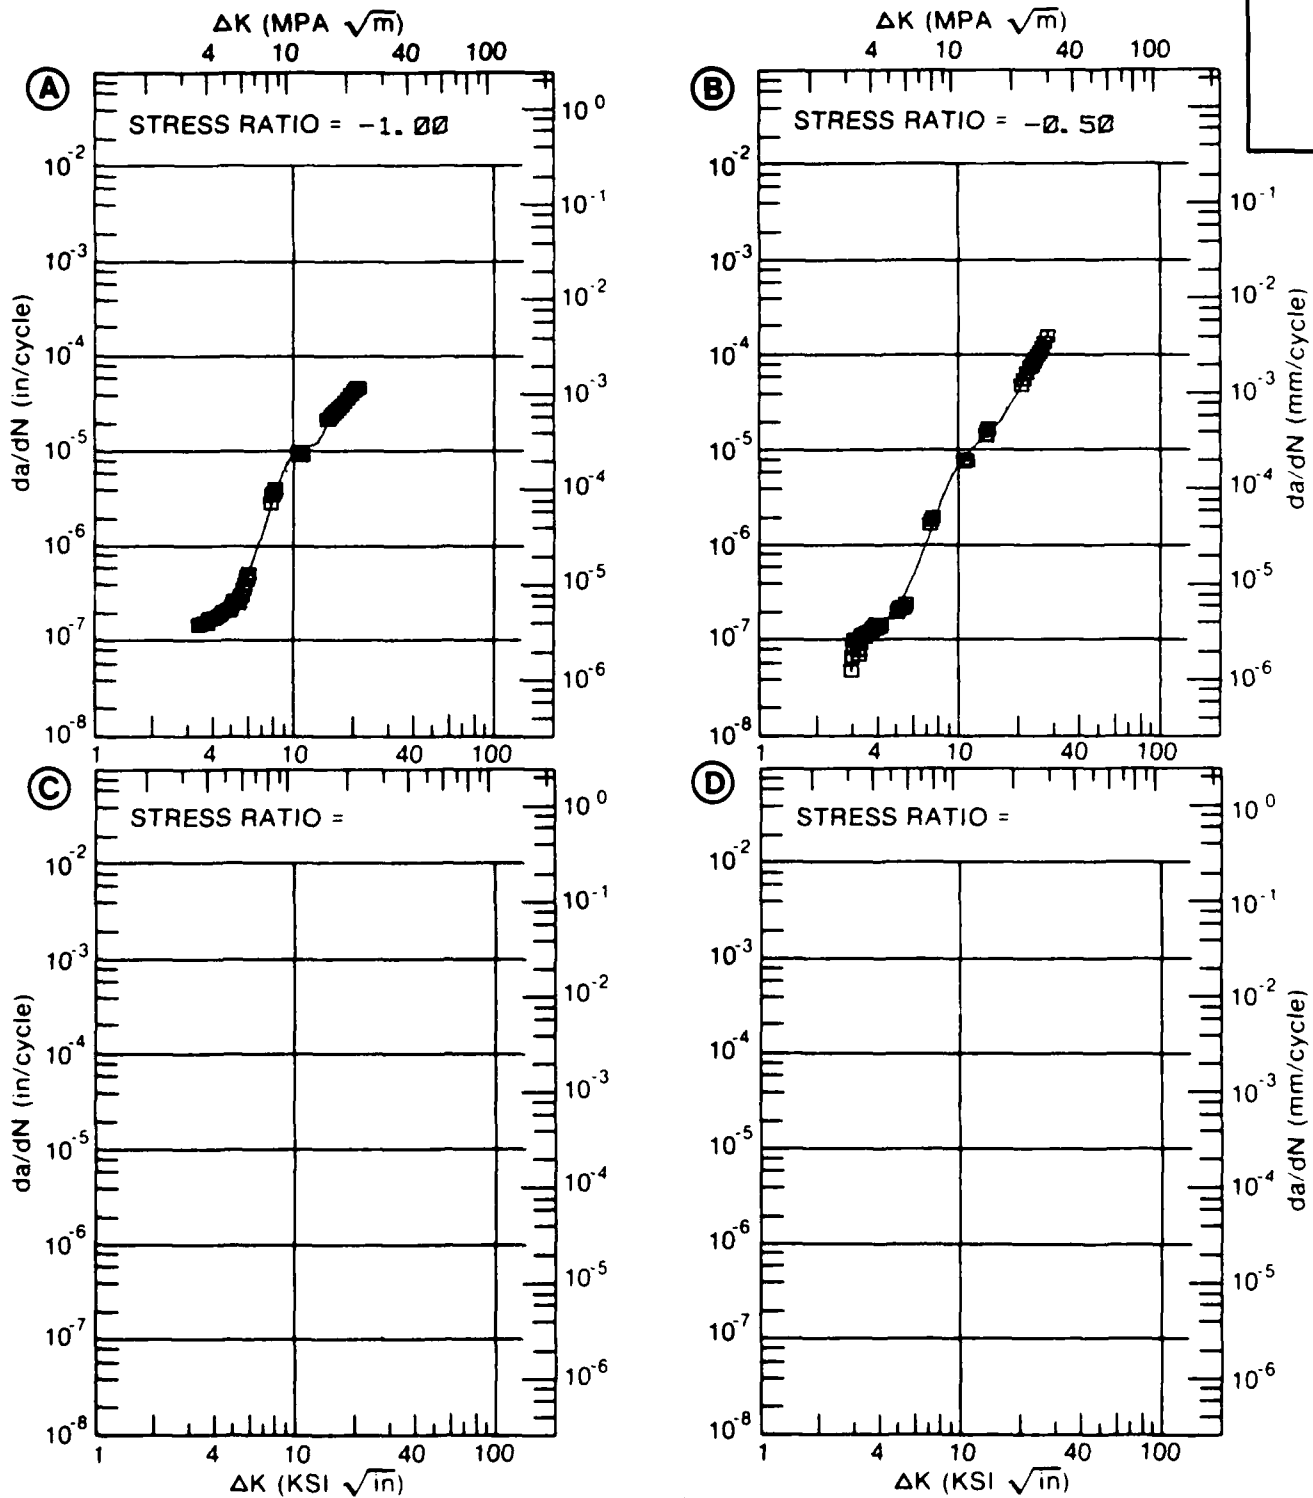 ΔK (MPA √m)
4 10 40 100
A
STRESS RATIO = -1.00
10^0
10^-2
10^-1
10^-3
10^-2
10^-4
10^-3
10^-5
10^-4
10^-6
10^-5
10^-7
10^-6
10^-8
1 4 10 40 100
da/dN (in/cycle)
ΔK (MPA √m)
4 10 40 100
B
STRESS RATIO = -0.50
10^-2
10^-1
10^-3
10^-2
10^-4
10^-3
10^-5
10^-4
10^-6
10^-5
10^-7
10^-6
10^-8
1 4 10 40 100
da/dN (mm/cycle)
C
STRESS RATIO =
10^0
10^-2
10^-1
10^-3
10^-2
10^-4
10^-3
10^-5
10^-4
10^-6
10^-5
10^-7
10^-6
10^-8
1 4 10 40 100
ΔK (KSI √in)
da/dN (in/cycle)
D
STRESS RATIO =
10^0
10^-2
10^-1
10^-3
10^-2
10^-4
10^-3
10^-5
10^-4
10^-6
10^-5
10^-7
10^-6
10^-8
1 4 10 40 100
ΔK (KSI √in)
da/dN (mm/cycle)